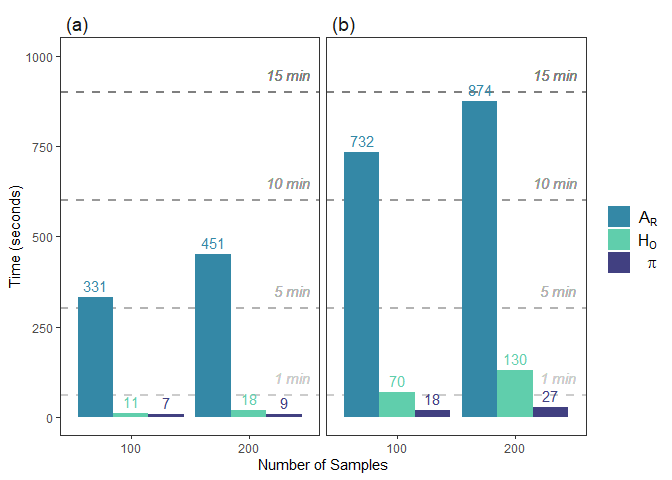 (a)
(b)
1000
750
500
250
0
Time (seconds)
15 min
10 min
5 min
1 min
331
11
7
451
18
9
15 min
10 min
5 min
1 min
732
70
18
874
130
27
100
200
100
200
Number of Samples
A_R
H_O
π